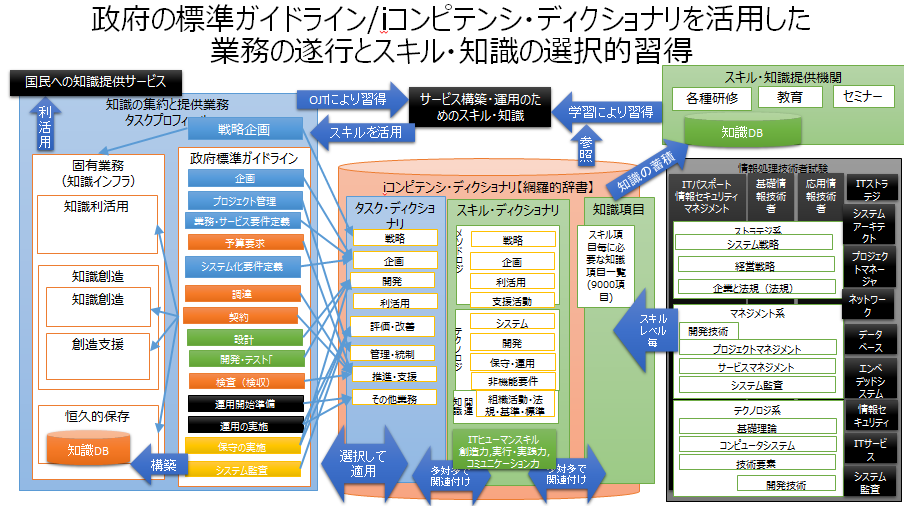 政府の標準ガイドライン/iコンピテンシ・ディクショナリを活用した
業務の遂行とスキル・知識の選択的習得
国民への知識提供サービス
利活用
知識の集約と提供業務
タスクプロフィー
戦略企画
固有業務
(知識インフラ)
知識利活用
知識創造
知識創造
創造支援
恒久的保存
知識DB
構築
政府標準ガイドライン
企画
プロジェクト管理
業務・サービス要件定義
予算要求
システム化要件定義
調達
契約
設計
開発・テスト
検査(検収)
運用開始準備
運用の実施
保守の実施
システム監査
OJTにより習得
スキルを活用
サービス構築・運用のた
めのスキル・知識
学習により習得
参照
知識の蓄積
スキル・知識提供機関
各種研修
教育
セミナー
知識DB
iコンピテンシ・ディクショナリ【網羅的辞書】
タスク・ディクショ
ナリ
戦略
企画
開発
利活用
評価・改善
管理・統制
推進・支援
その他業務
スキル・ディクショナリ
メソドロジ
戦略
企画
利活用
支援活動
テクノロジ
システム
開発
保守・運用
非機能要件
関連
知識
組織活動・法
規・基準・標準
ITヒューマンスキル
創造力,実行・実践力,
コミュニケーション力
知識項目
スキル項
目毎に必
要な知識
項目一覧
(9000項
目)
スキル
レベル
毎
選択して
適用
多対多で
関連付け
多対多で
関連付け
情報処理技術者試験
ITパスポート
情報セキュリティ
マネジメント
基礎情
報技術
者
応用情
報技術
者
ITストラテジ
システム
アーキテ
クト
プロジェク
トマネージャ
ネットワー
ク
データ
ベース
エンベ
デッドシス
テム
情報セ
キュリティ
ITサービ
ス
システム
監査
ストラテジ系
システム戦略
経営戦略
企業と法規(法規)
マネジメント系
開発技術
プロジェクトマネジメント
サービスマネジメント
システム監査
テクノロジ系
基礎理論
コンピュータシステム
技術要素
開発技術